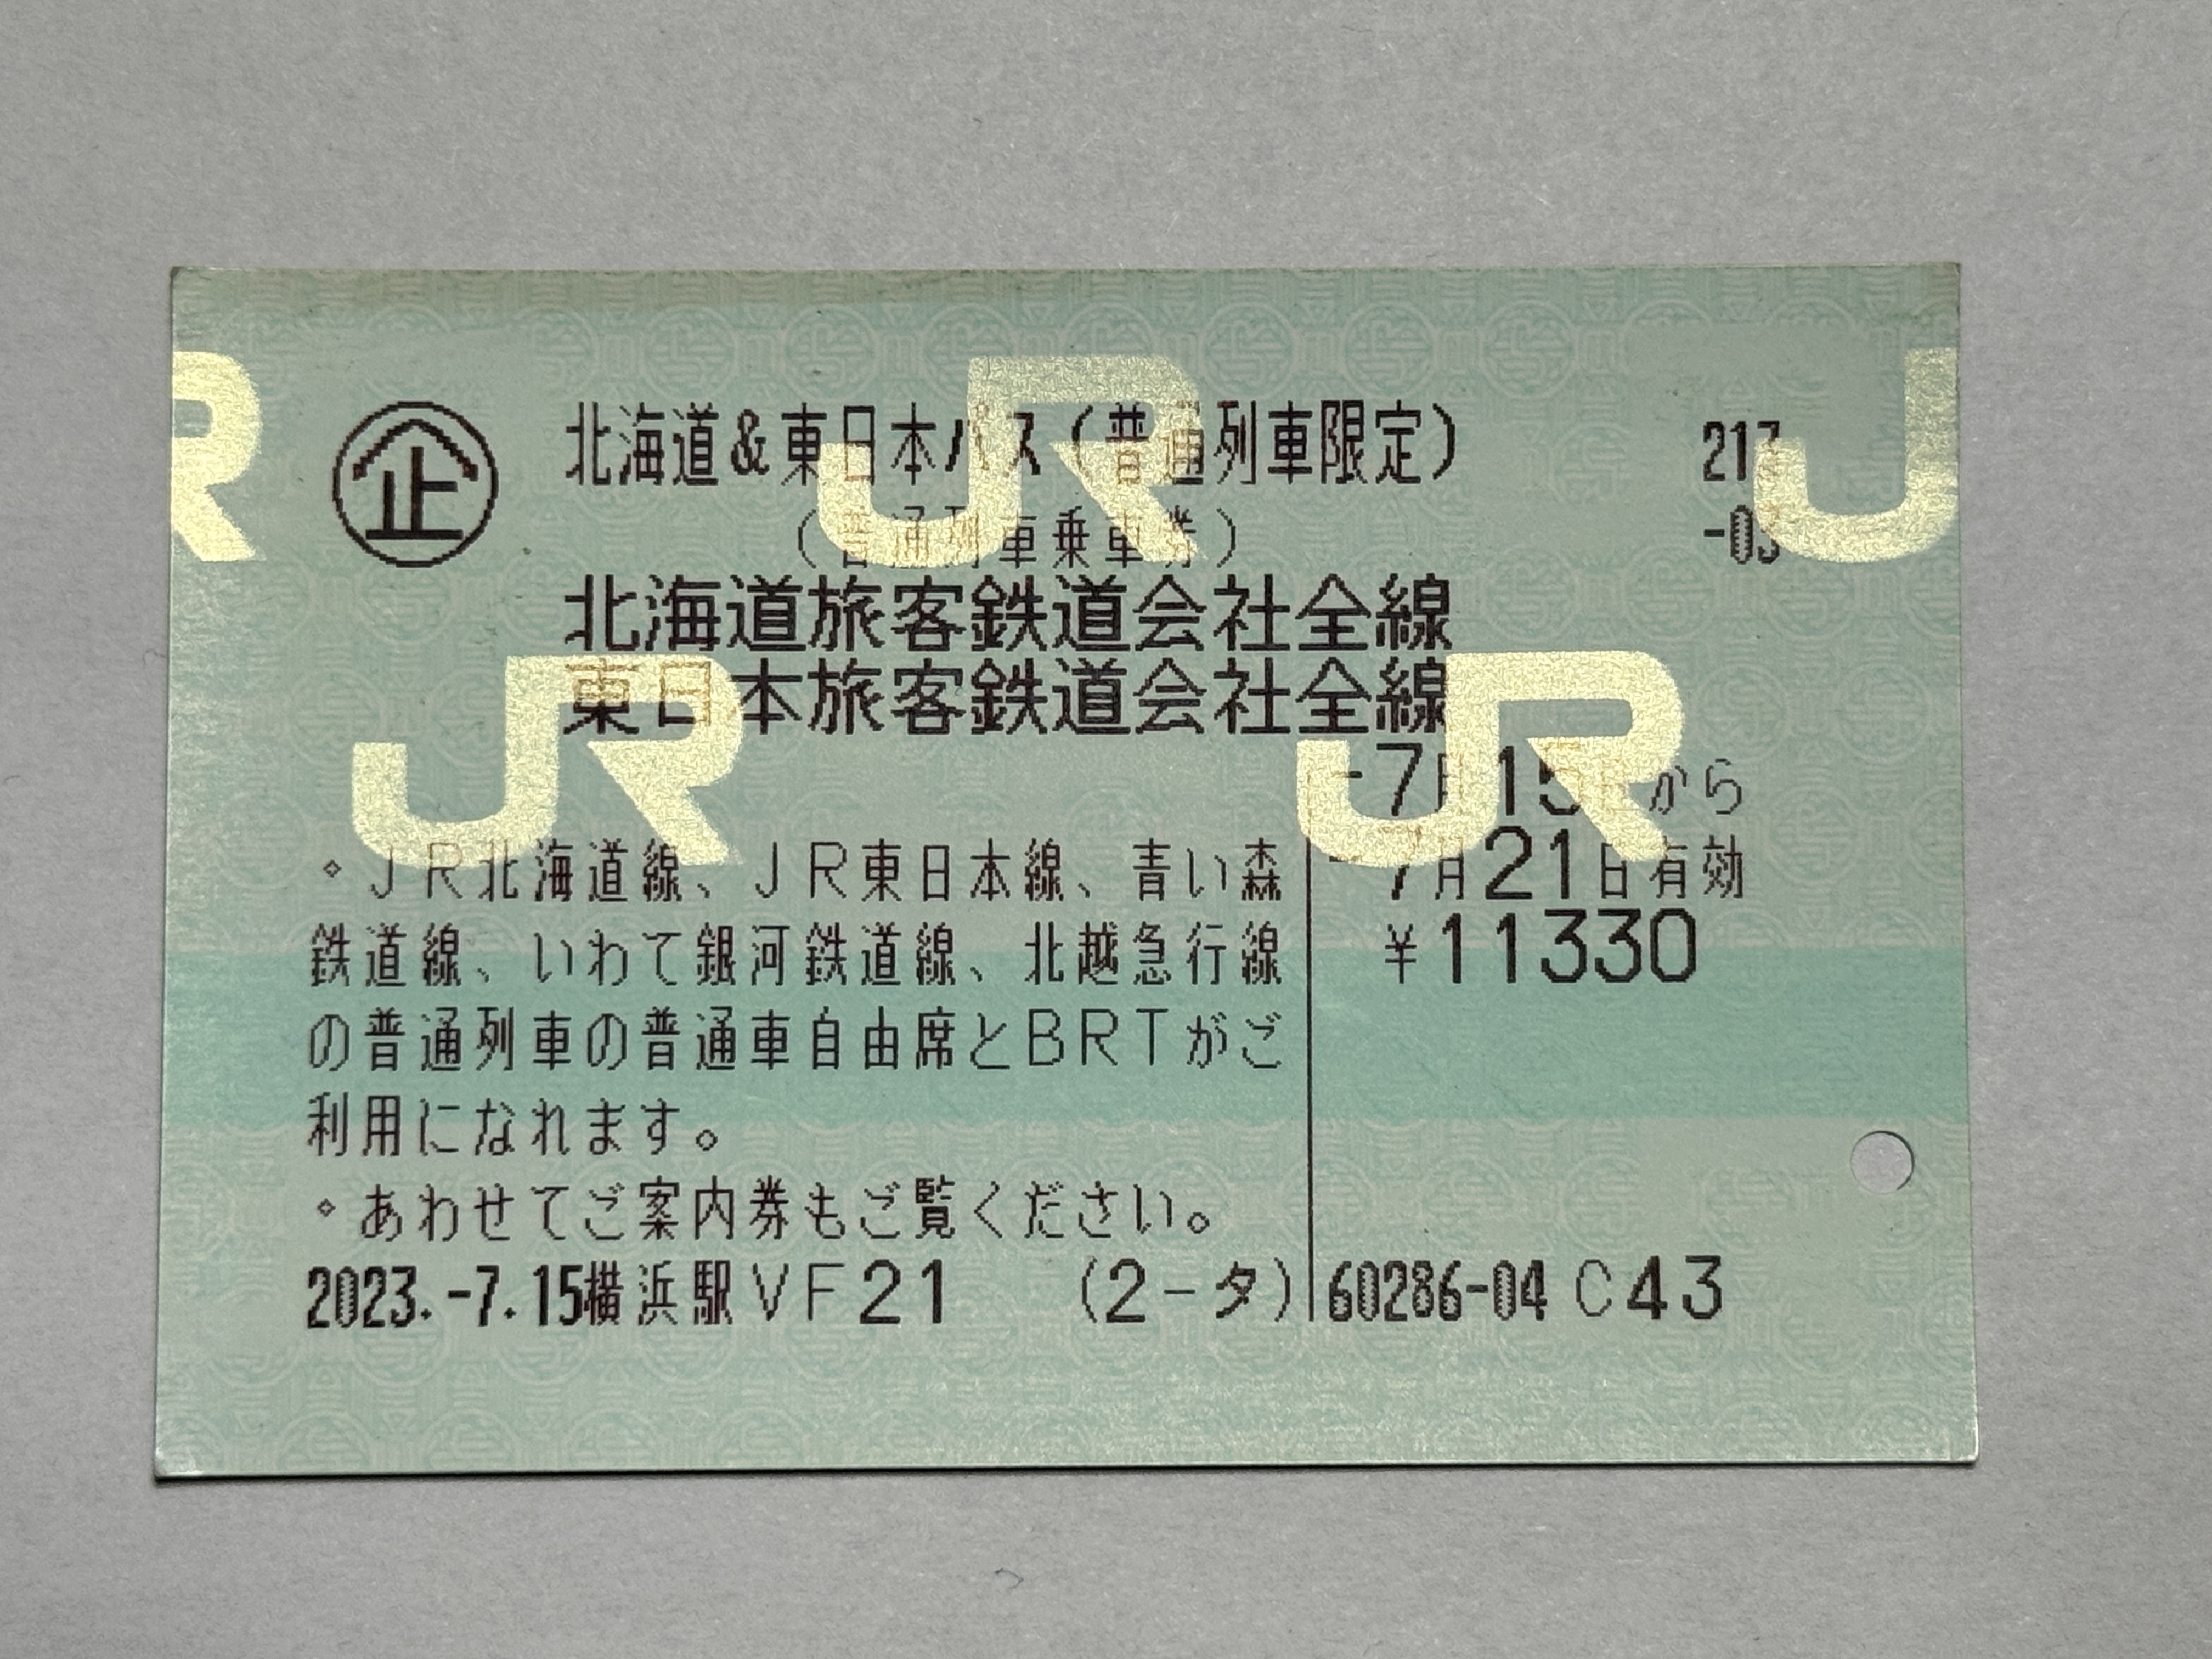 企
北海道&東日本パス(普通列車限定)
(普通列車乗車券)
北海道旅客鉄道会社全線
東日本旅客鉄道会社全線
-7月15日から
-7月21日有効
¥11330
・JR北海道線、JR東日本線、青い森
鉄道線、いわて銀河鉄道線、北越急行線
の普通列車の普通車自由席とBRTがご
利用になれます。
・あわせてご案内券もご覧ください。
2023.-7.15横浜駅VF21 (2-タ) 60286-04 C43
JR
JR
JR